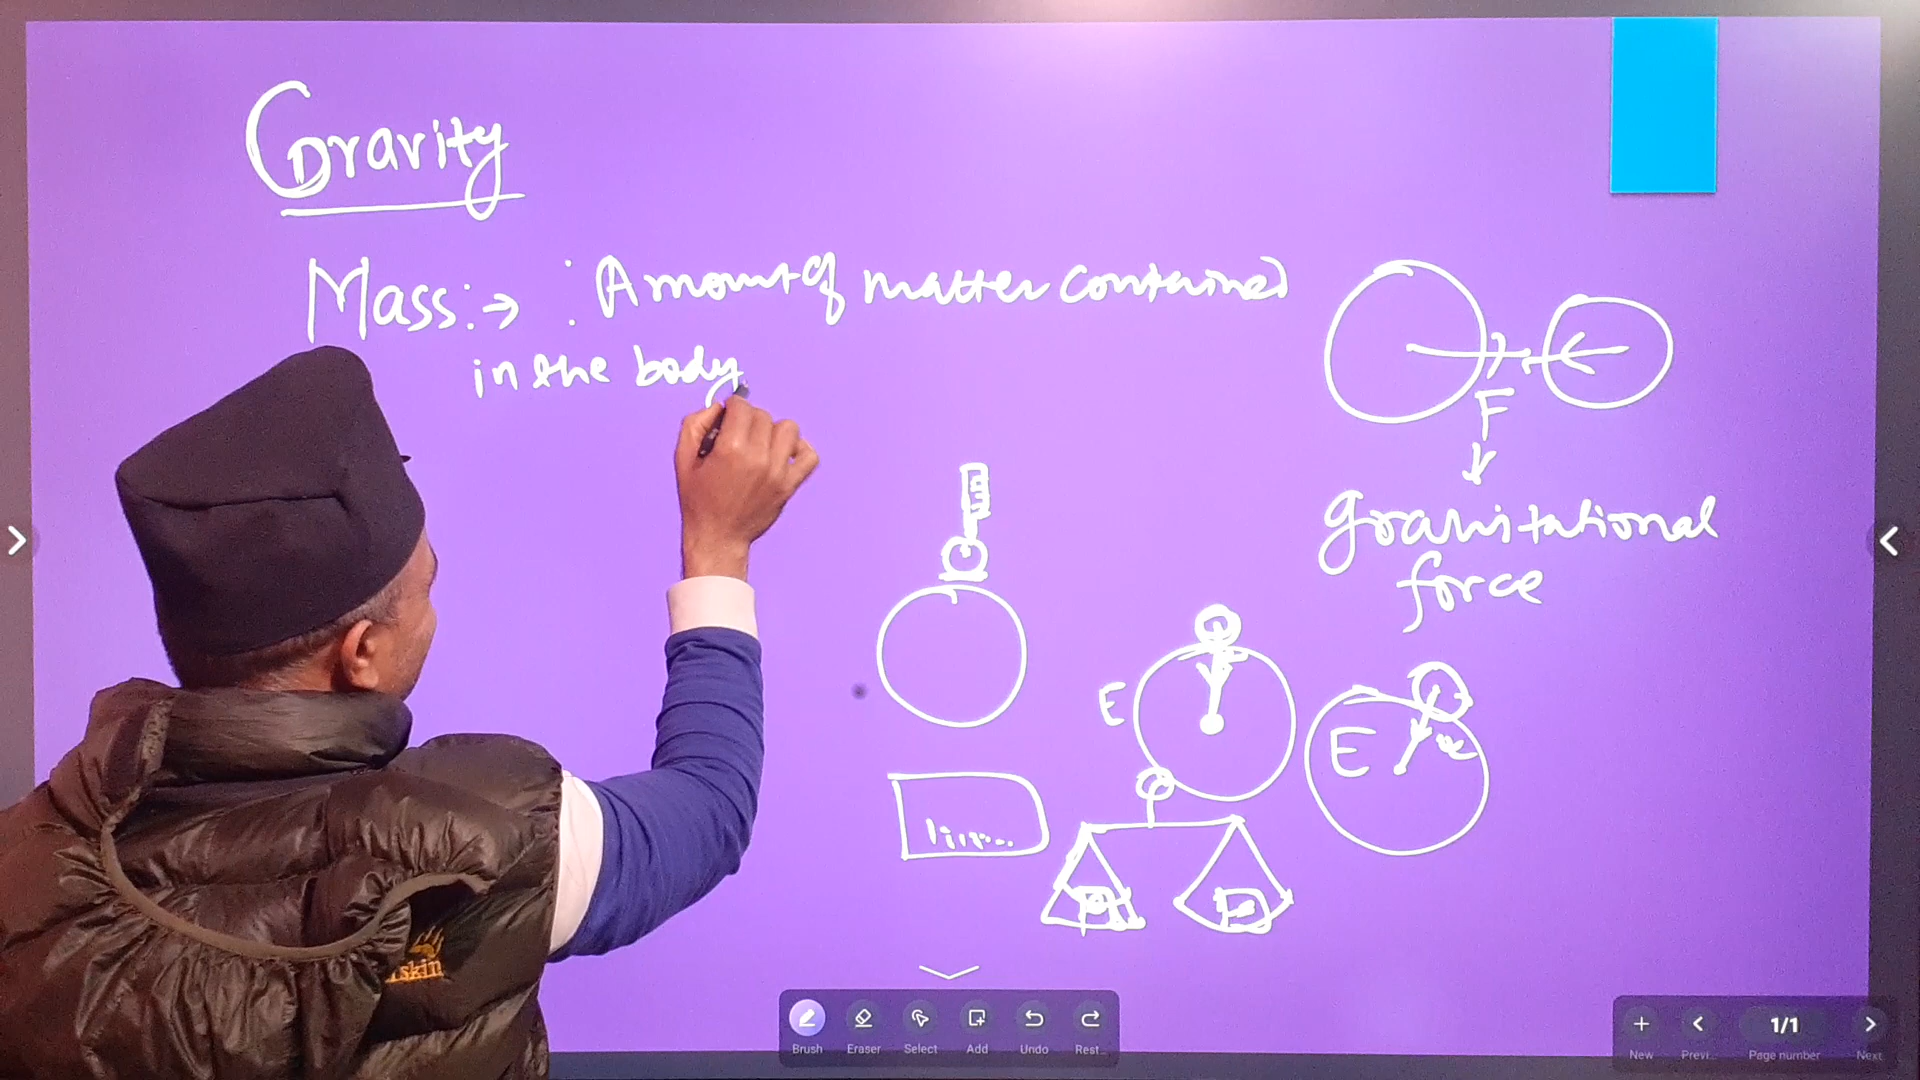 Gravity
Mass:→ : Amount of matter contained
in the body
F
gravitational
force
E
E
skin
Brush Eraser Select Add Undo Rest...
New Previ... 1/1 Page number Next